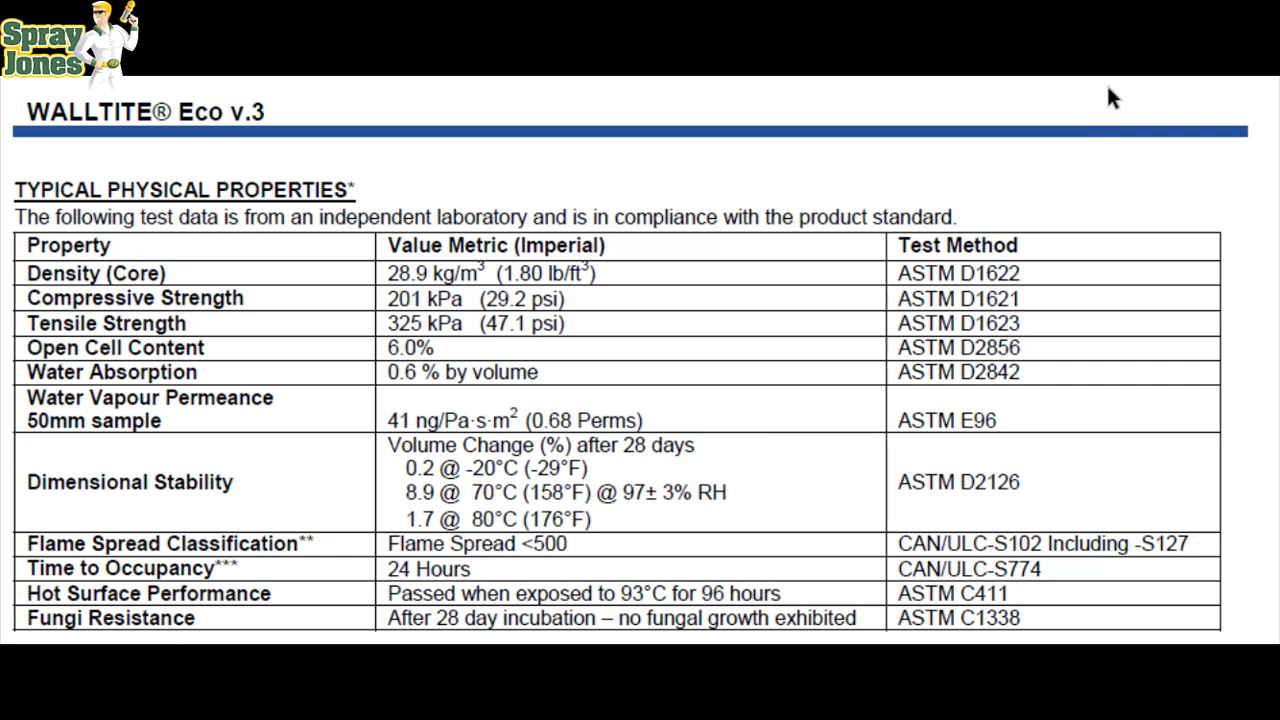 Spray
Jones
WALLTITE® Eco v.3
TYPICAL PHYSICAL PROPERTIES*
The following test data is from an independent laboratory and is in compliance with the product standard.
Property Value Metric (Imperial) Test Method
Density (Core) 28.9 kg/m³ (1.80 lb/ft³) ASTM D1622
Compressive Strength 201 kPa (29.2 psi) ASTM D1621
Tensile Strength 325 kPa (47.1 psi) ASTM D1623
Open Cell Content 6.0% ASTM D2856
Water Absorption 0.6 % by volume ASTM D2842
Water Vapour Permeance
50mm sample 41 ng/Pa·s·m² (0.68 Perms) ASTM E96
Volume Change (%) after 28 days
0.2 @ -20°C (-29°F)
Dimensional Stability 8.9 @ 70°C (158°F) @ 97± 3% RH ASTM D2126
1.7 @ 80°C (176°F)
Flame Spread Classification** Flame Spread <500 CAN/ULC-S102 Including -S127
Time to Occupancy*** 24 Hours CAN/ULC-S774
Hot Surface Performance Passed when exposed to 93°C for 96 hours ASTM C411
Fungi Resistance After 28 day incubation – no fungal growth exhibited ASTM C1338